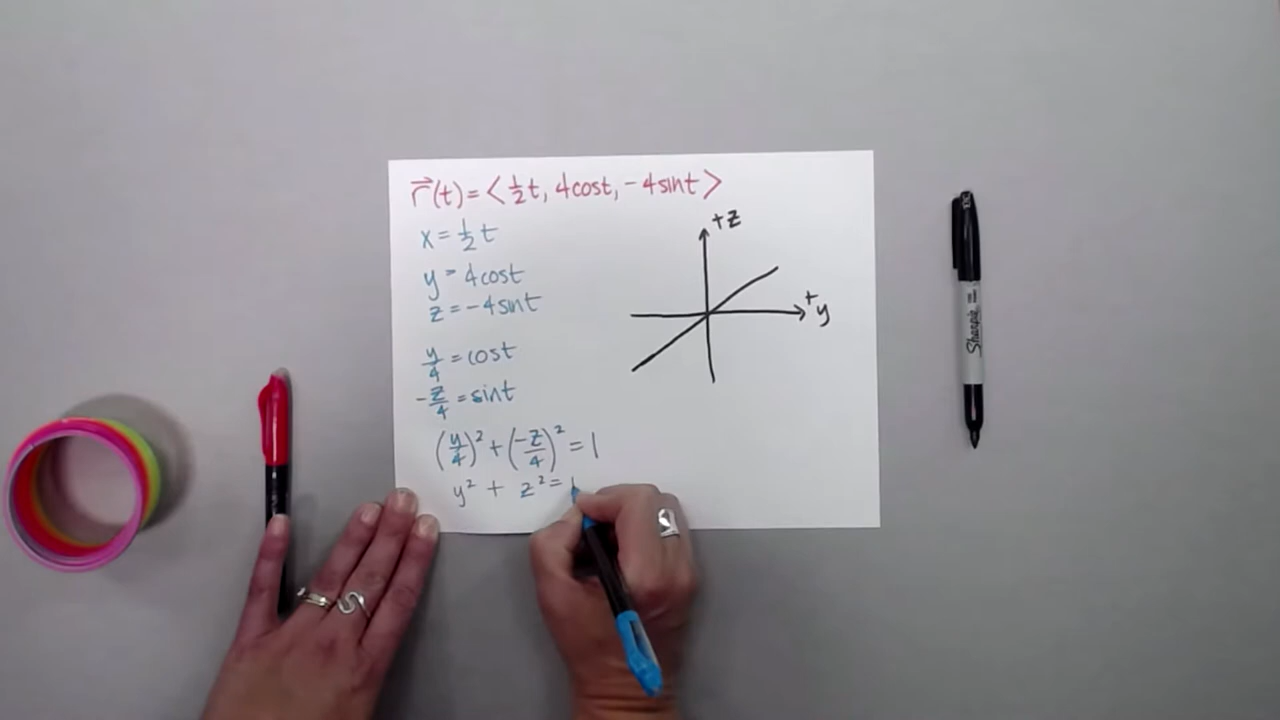 r⃗(t)=<½t, 4cost, -4sint>
x=½t
y=4cost
z=-4sint
y/4=cost
-z/4=sint
(y/4)²+(-z/4)²=1
y² + z²=
+z
+y
Sharpie